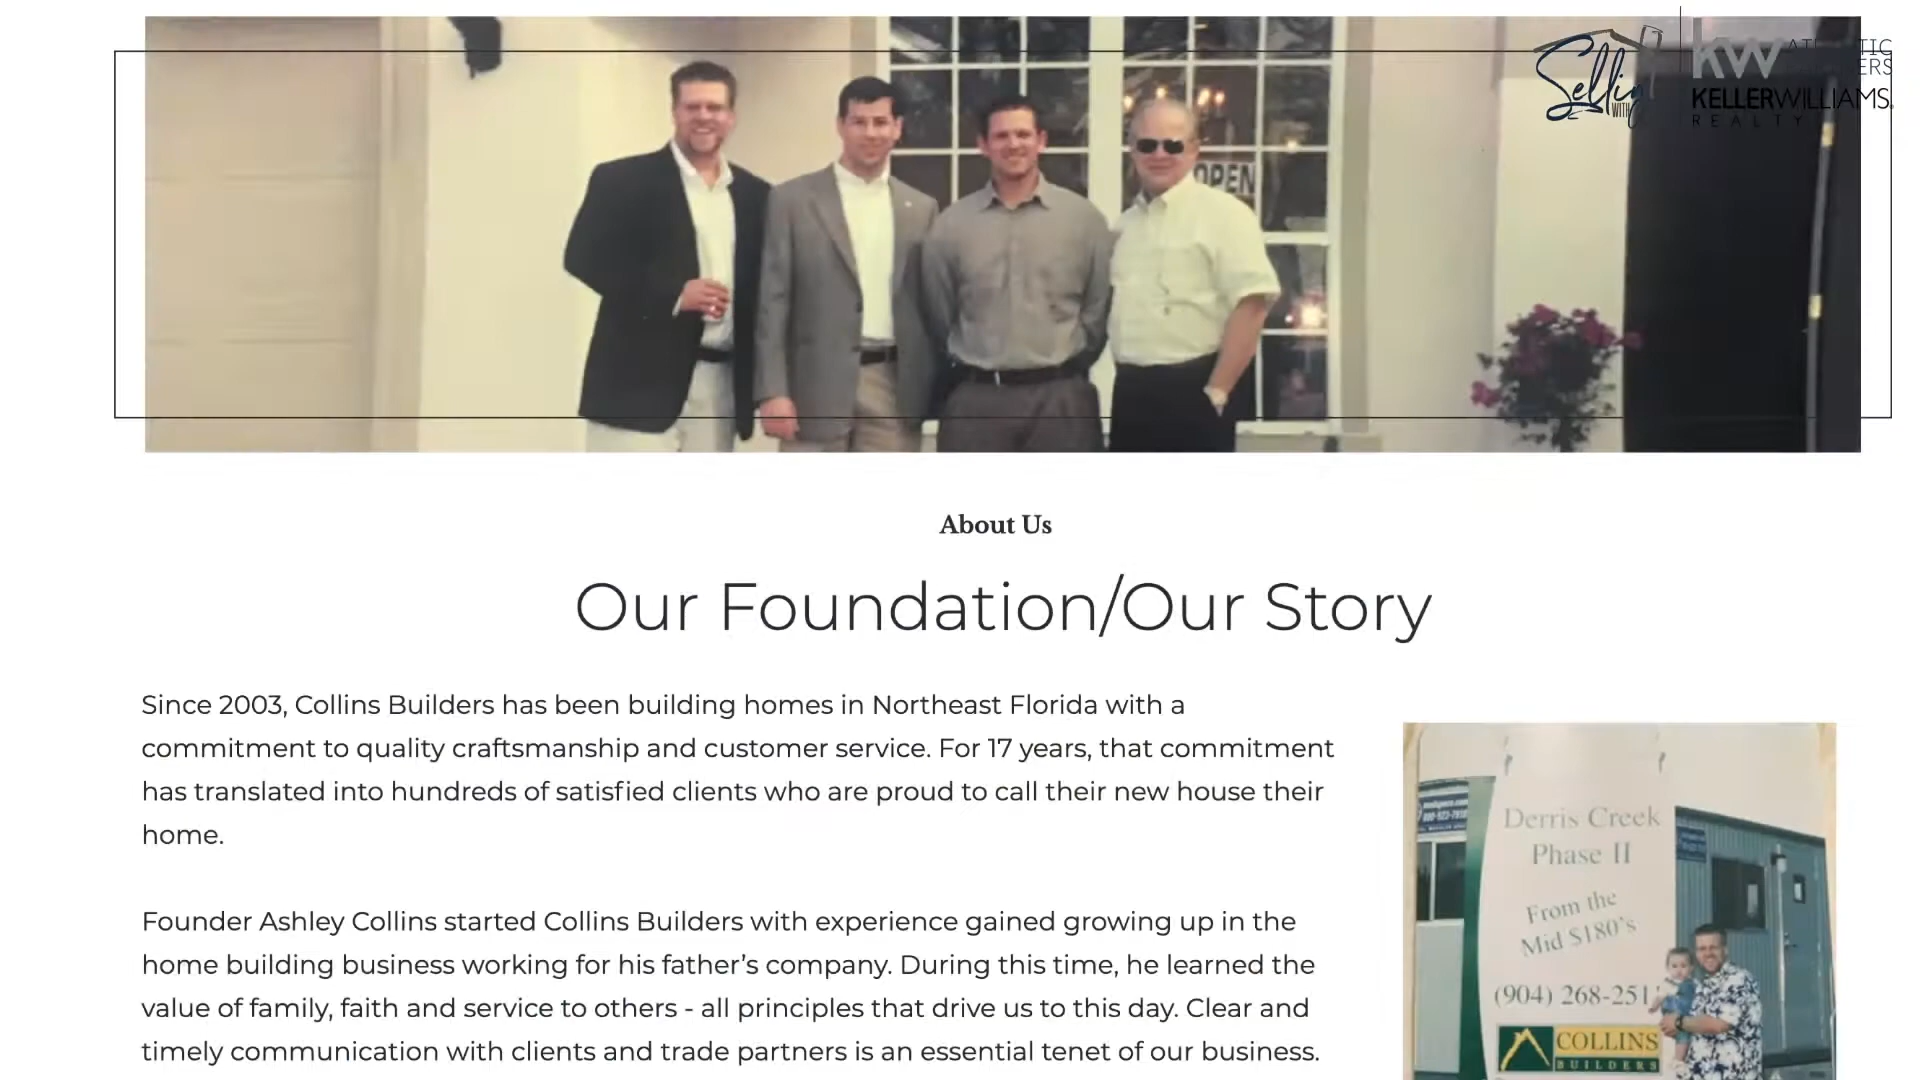 Selling
WITH
kw
KELLERWILLIAMS.
REALTY
OPEN
About Us
Our Foundation/Our Story
Since 2003, Collins Builders has been building homes in Northeast Florida with a
commitment to quality craftsmanship and customer service. For 17 years, that commitment
has translated into hundreds of satisfied clients who are proud to call their new house their
home.
Founder Ashley Collins started Collins Builders with experience gained growing up in the
home building business working for his father’s company. During this time, he learned the
value of family, faith and service to others - all principles that drive us to this day. Clear and
timely communication with clients and trade partners is an essential tenet of our business.
Derris Creek
Phase II
From the
Mid $180's
(904) 268-251
COLLINS
BUILDERS